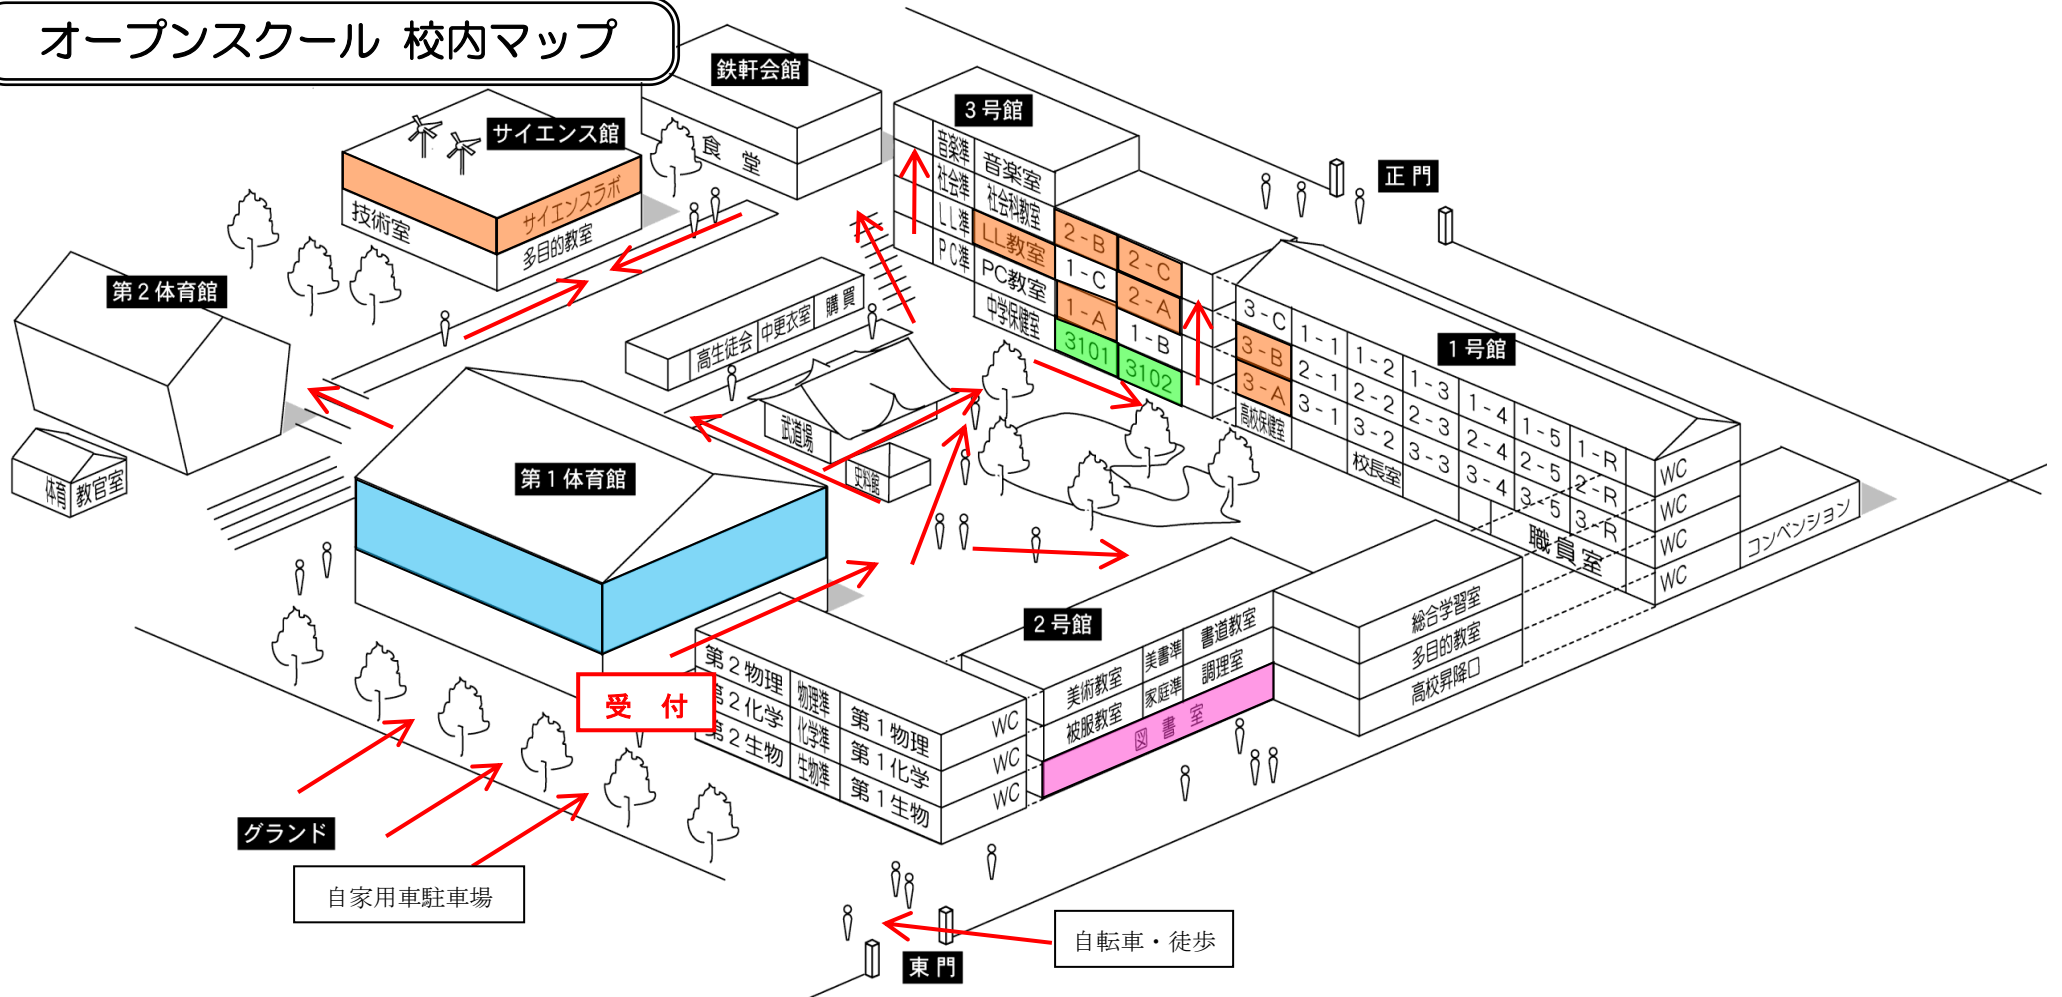 オープンスクール 校内マップ
鉄軒会館
食 堂
サイエンス館
サイエンスラボ
技術室
多目的教室
3号館
音楽準
音楽室
社会準
社会科教室
LL準
LL教室
PC準
PC教室
中学保健室
2-B
2-C
1-C
2-A
1-A
1-B
3101
3102
正門
1号館
3-C
1-1
1-2
1-3
1-4
1-5
1-R
WC
3-B
2-1
2-2
2-3
2-4
2-5
2-R
WC
3-A
3-1
3-2
3-3
3-4
3-5
3-R
WC
高校保健室
校長室
職員室
WC
コンベンション
第2体育館
体育
教官室
高生徒会
中更衣室
購買
武道場
史料館
第1体育館
受 付
2号館
第2物理
物理準
第1物理
WC
第2化学
化学準
第1化学
WC
第2生物
生物準
第1生物
WC
美術教室
美書準
書道教室
被服教室
家庭準
調理室
図書室
総合学習室
多目的教室
高校昇降口
グランド
自家用車駐車場
自転車・徒歩
東門